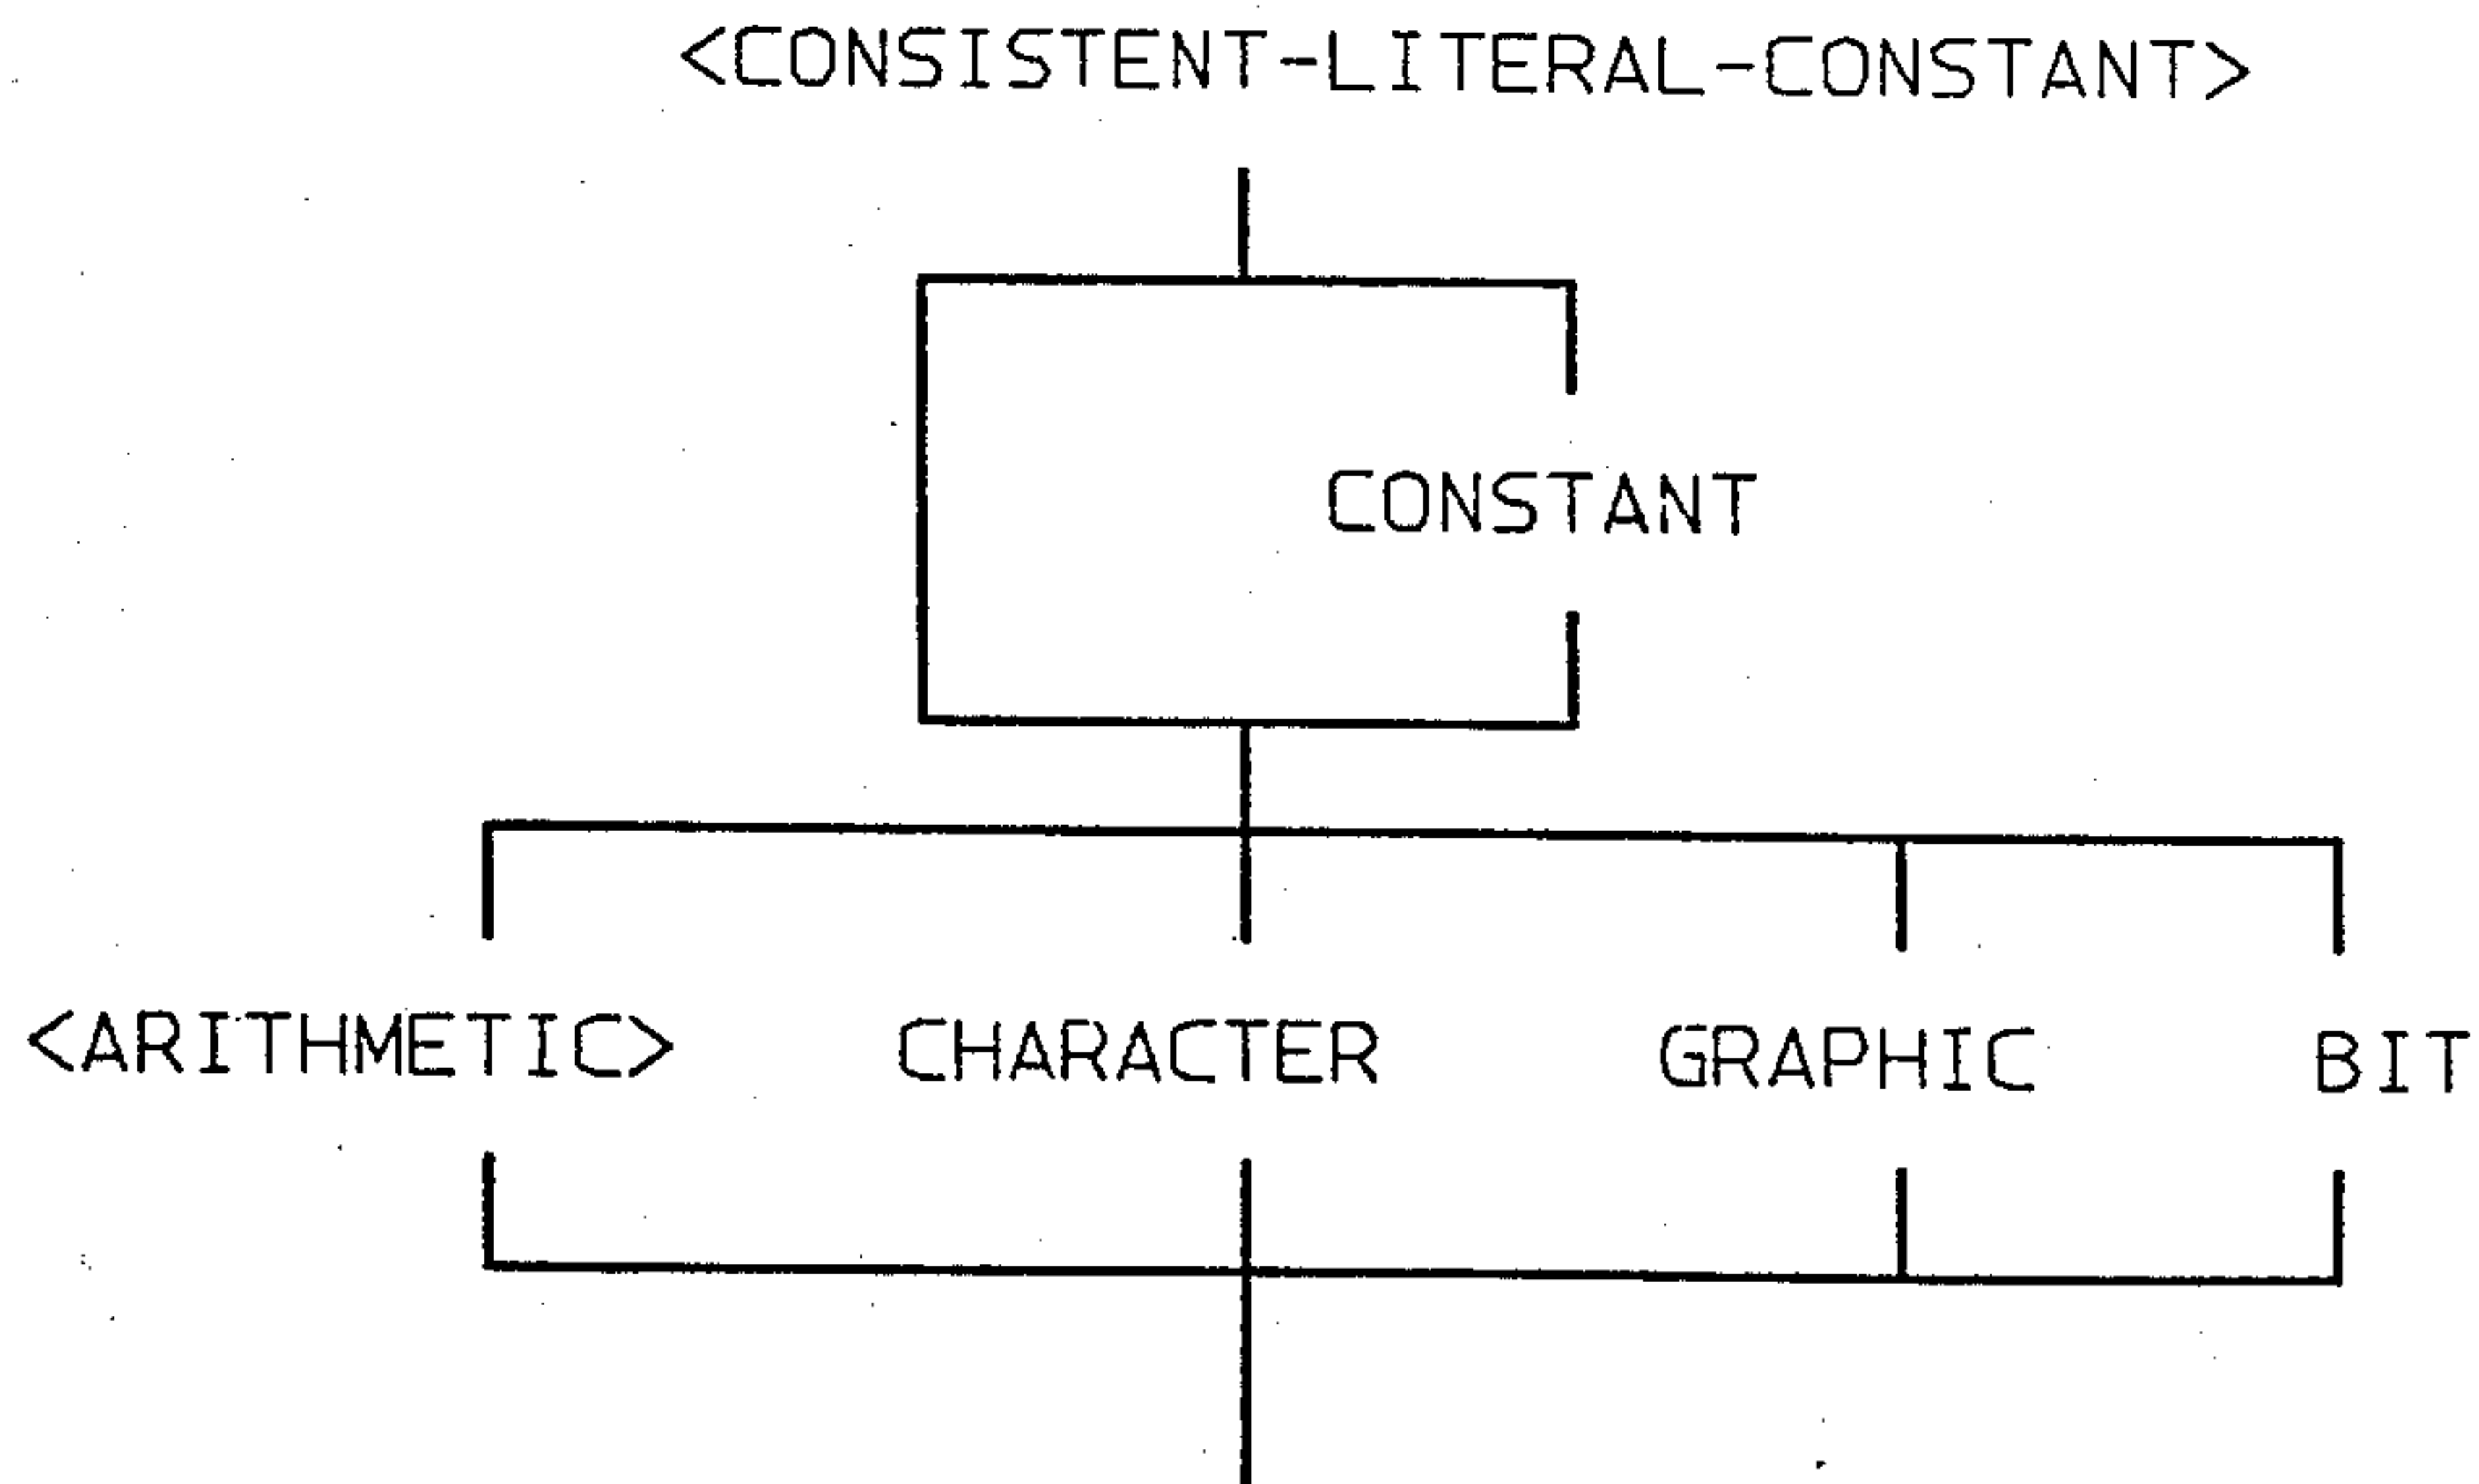 <CONSISTENT-LITERAL-CONSTANT>
CONSTANT
<ARITHMETIC> CHARACTER GRAPHIC BIT